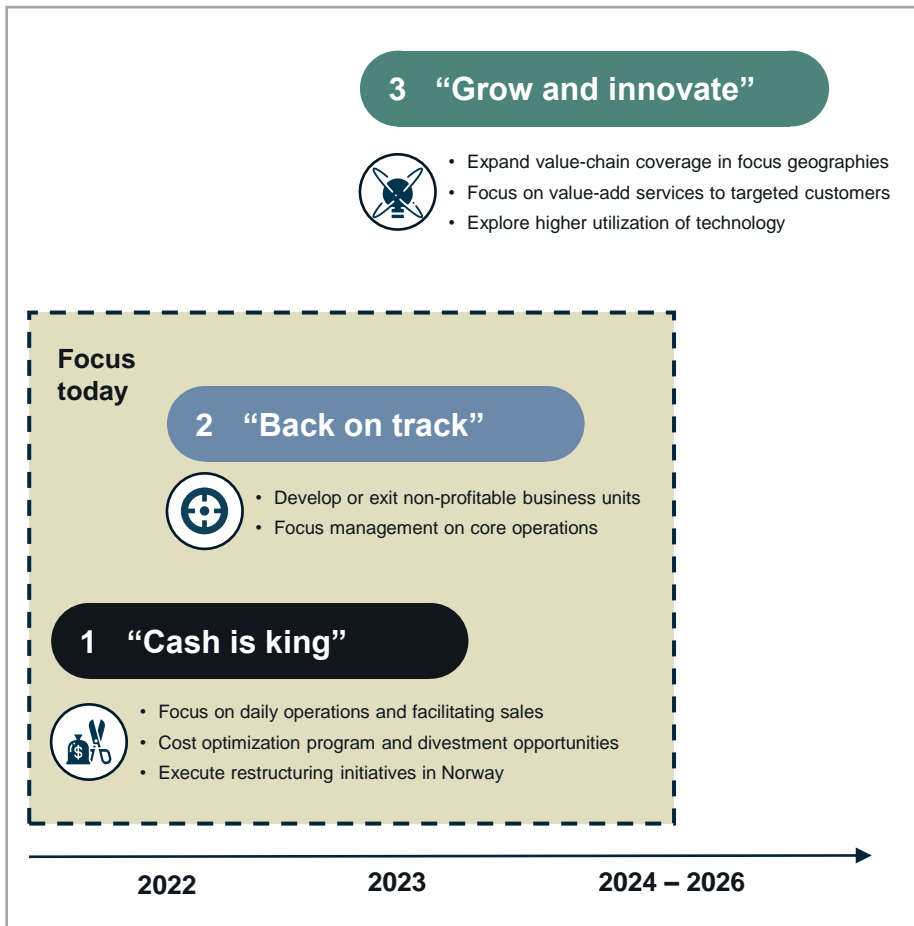 3 “Grow and innovate”
• Expand value-chain coverage in focus geographies
• Focus on value-add services to targeted customers
• Explore higher utilization of technology
Focus
today
2 “Back on track”
• Develop or exit non-profitable business units
• Focus management on core operations
1 “Cash is king”
$
• Focus on daily operations and facilitating sales
• Cost optimization program and divestment opportunities
• Execute restructuring initiatives in Norway
2022 2023 2024 – 2026